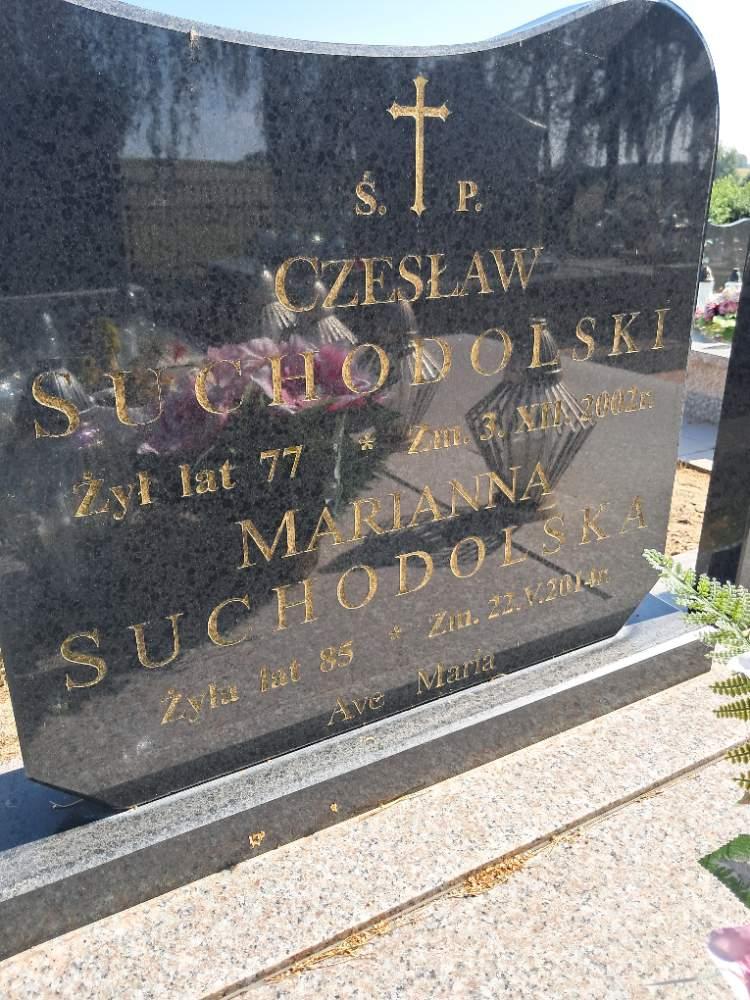 Ś. P.
CZESŁAW
SUCHODOLSKI
Żył lat 77 * Zm. 3. XII. 2002r.
MARIANNA
SUCHODOLSKA
Żyła lat 85 * Zm. 22.V.2014r.
Ave Maria